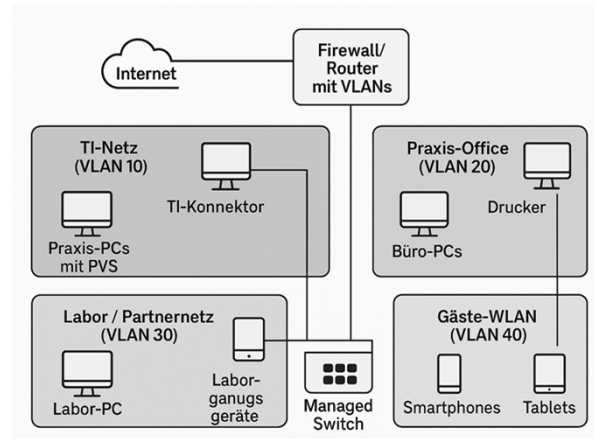 Internet
Firewall/
Router
mit VLANs
TI-Netz
(VLAN 10)
TI-Konnektor
Praxis-PCs
mit PVS
Praxis-Office
(VLAN 20)
Drucker
Büro-PCs
Labor / Partnernetz
(VLAN 30)
Labor-PC
Labor-
ganugs
geräte
Managed
Switch
Gäste-WLAN
(VLAN 40)
Smartphones
Tablets